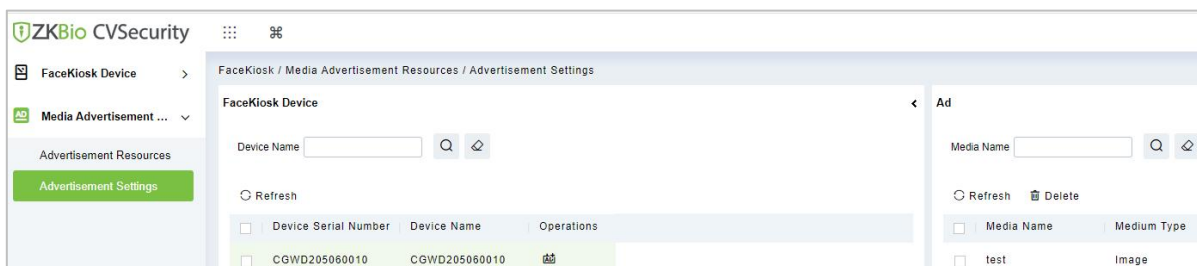 ZKBio CVSecurity
FaceKiosk Device
Media Advertisement ...
Advertisement Resources
Advertisement Settings
FaceKiosk / Media Advertisement Resources / Advertisement Settings
FaceKiosk Device
Device Name
Refresh
Device Serial Number Device Name Operations
CGWD205060010 CGWD205060010
Ad
Media Name
Refresh Delete
Media Name Medium Type
test Image